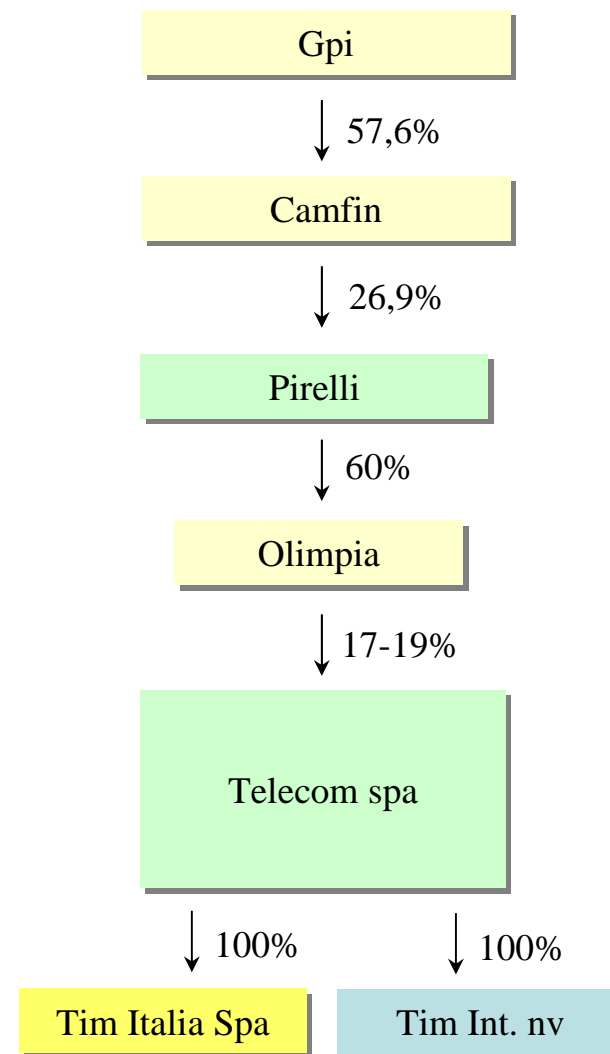 Gpi
57,6%
Camfin
26,9%
Pirelli
60%
Olimpia
17-19%
Telecom spa
100%
100%
Tim Italia Spa
Tim Int. nv